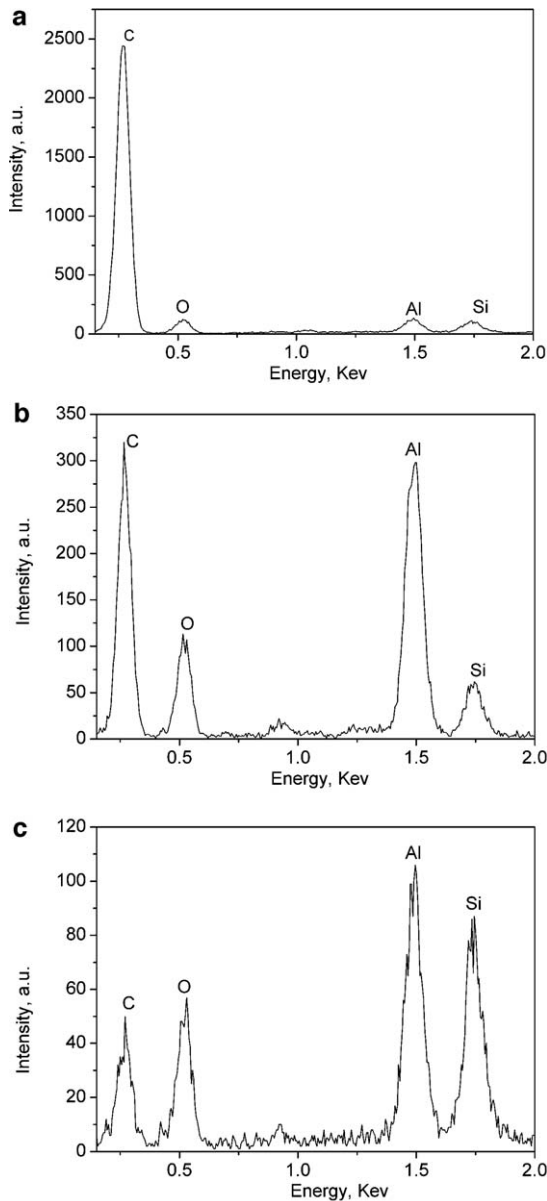 a
C
2500
2000
1500
1000
500
0
O
Al
Si
0.5
1.0
1.5
2.0
Energy, Kev
Intensity, a.u.
b
350
300
250
200
150
100
50
0
C
O
Al
Si
0.5
1.0
1.5
2.0
Energy, Kev
Intensity, a.u.
c
120
100
80
60
40
20
0
C
O
Al
Si
0.5
1.0
1.5
2.0
Energy, Kev
Intensity, a.u.